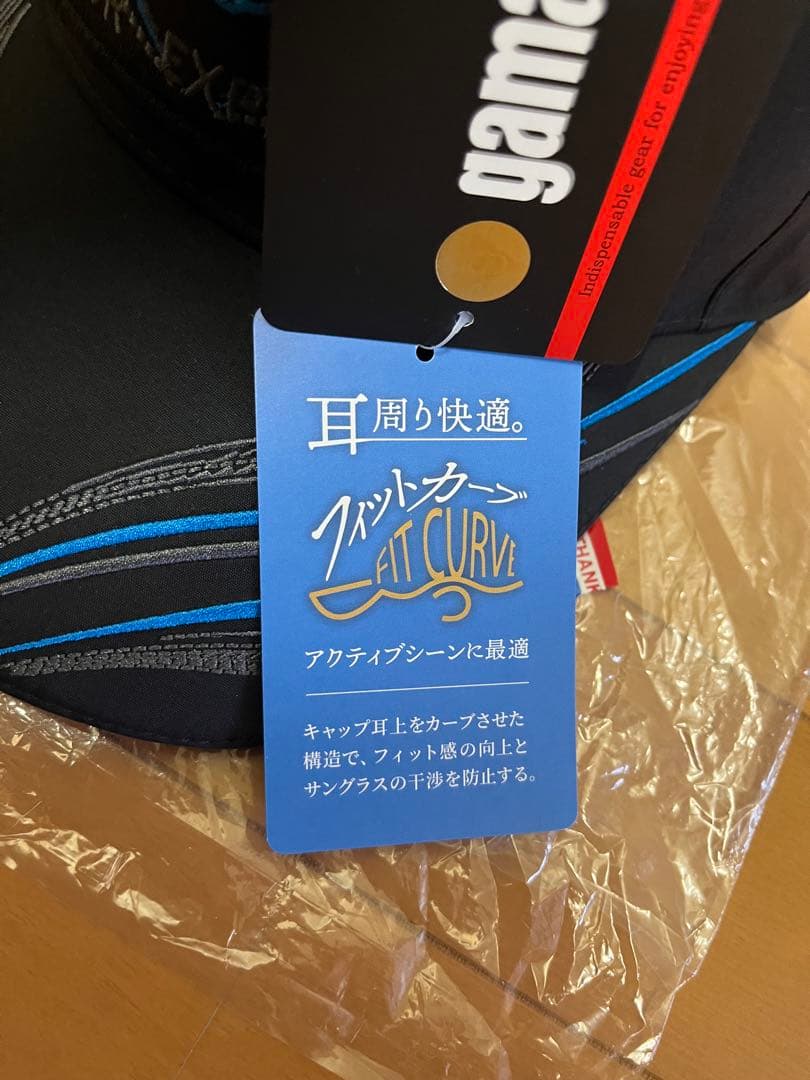 gama
Indispensable gear for enjoying
耳周り快適。
フィットカーブ
FIT CURVE
アクティブシーンに最適
キャップ耳上をカーブさせた
構造で、フィット感の向上と
サングラスの干渉を防止する。
THANK